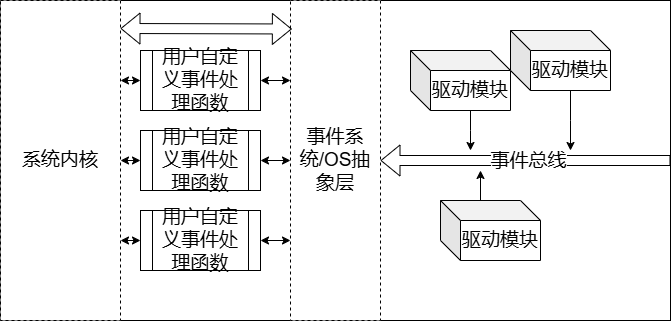 系统内核
用户自定
义事件处
理函数
用户自定
义事件处
理函数
用户自定
义事件处
理函数
事件系
统/OS抽
象层
驱动模块
驱动模块
事件总线
驱动模块